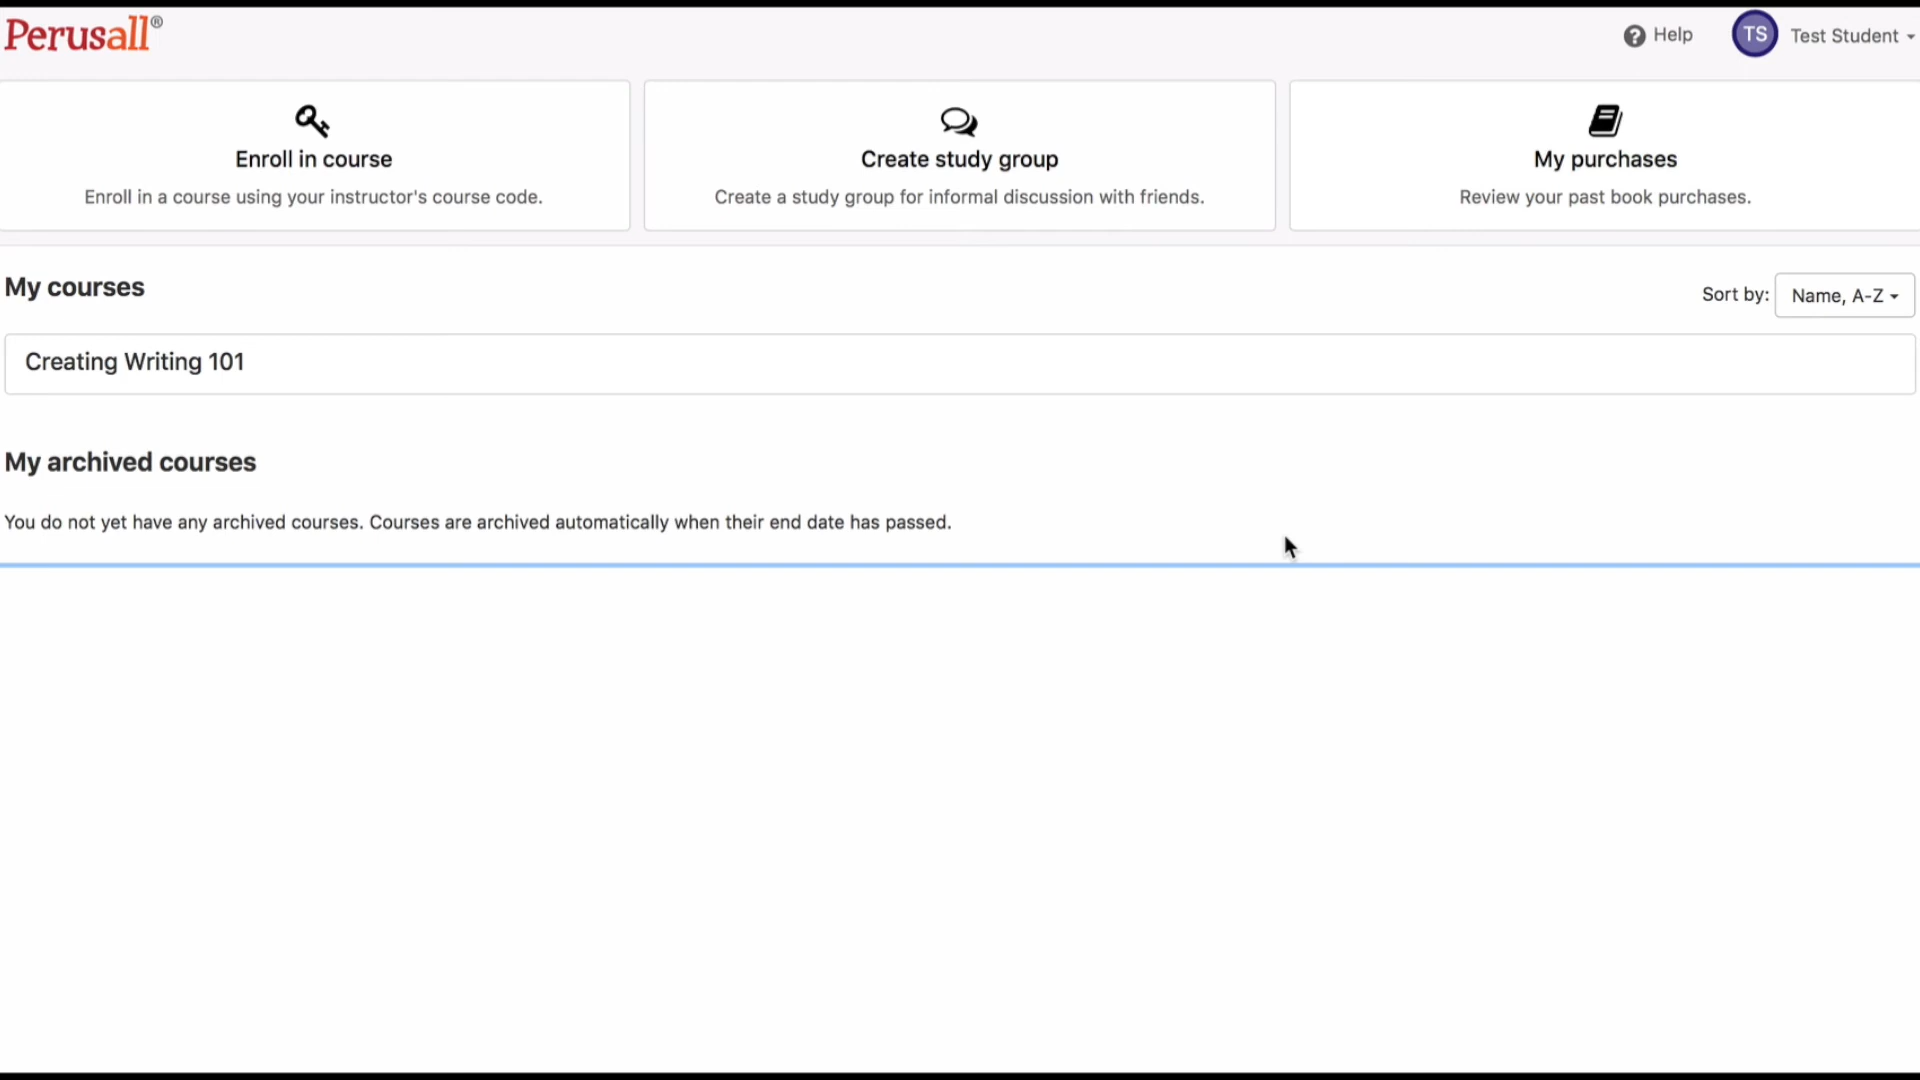 Perusall®
Help
TS
Test Student
Enroll in course
Enroll in a course using your instructor's course code.
Create study group
Create a study group for informal discussion with friends.
My purchases
Review your past book purchases.
My courses
Sort by:
Name, A-Z
Creating Writing 101
My archived courses
You do not yet have any archived courses. Courses are archived automatically when their end date has passed.